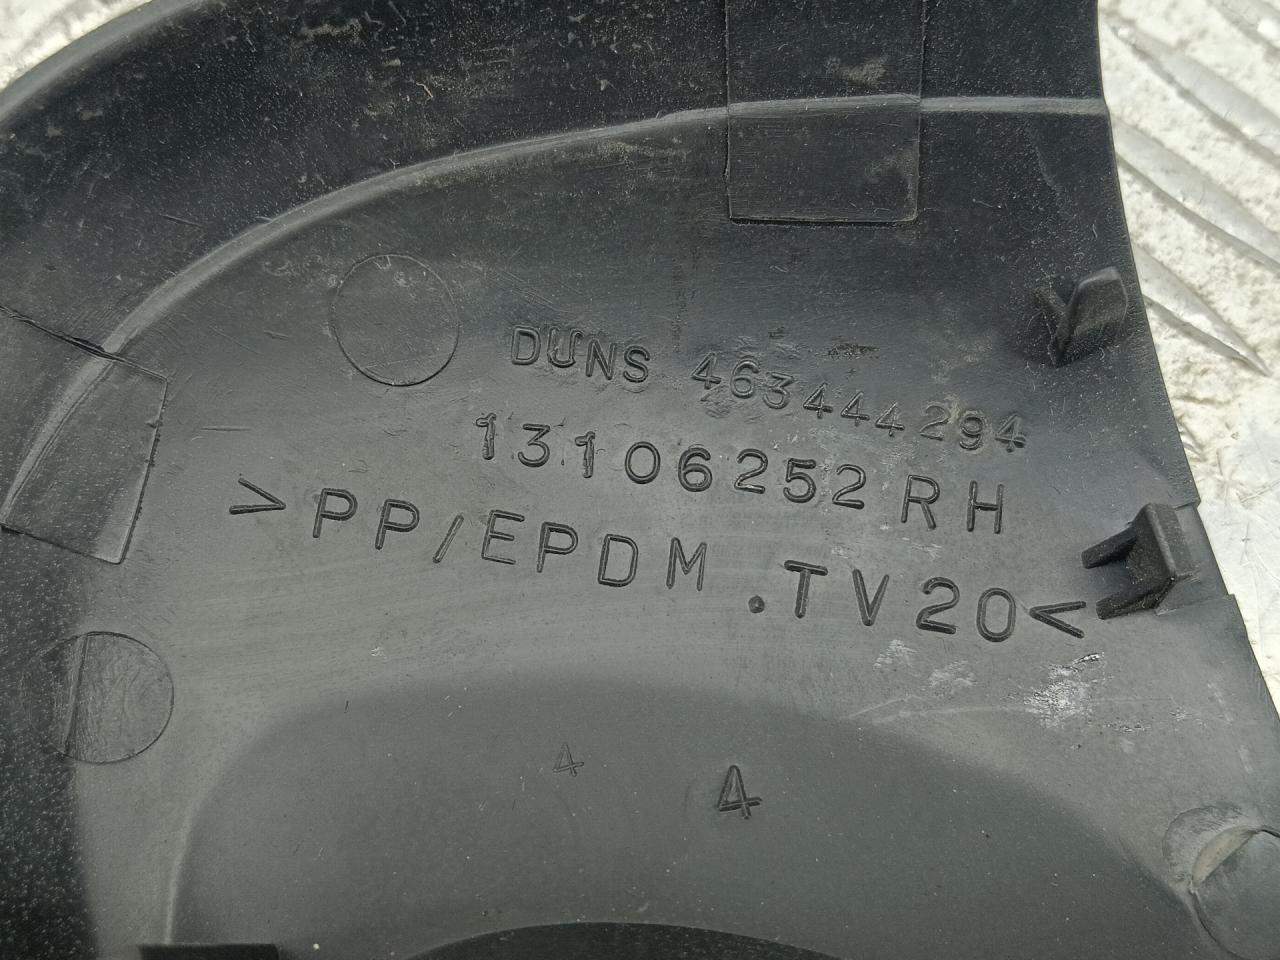 DUNS 463444294
13106252 RH
>PP/EPDM .TV20<
4 4